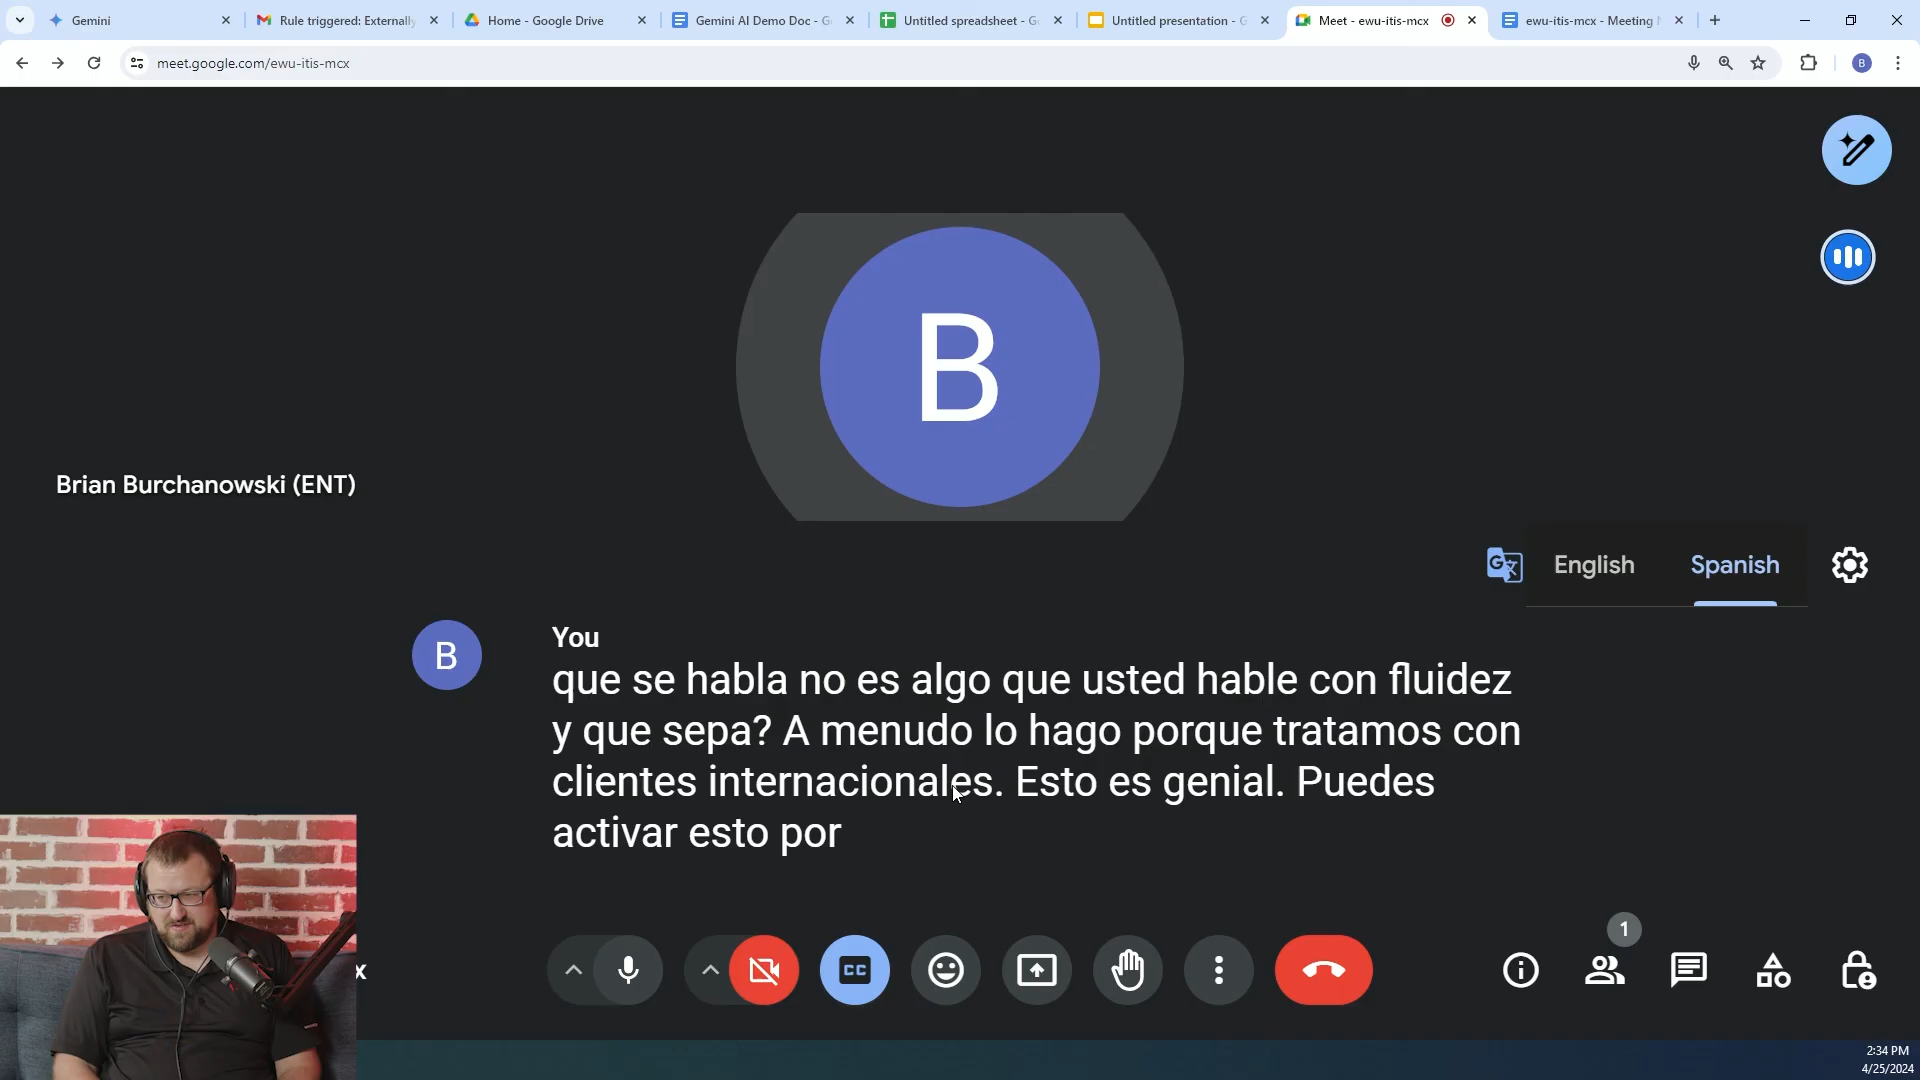 Gemini
Rule triggered: Externally
Home - Google Drive
Gemini AI Demo Doc - G
Untitled spreadsheet - G
Untitled presentation - G
Meet - ewu-itis-mcx
ewu-itis-mcx - Meeting
meet.google.com/ewu-itis-mcx
B
B
Brian Burchanowski (ENT)
English
Spanish
B
You
que se habla no es algo que usted hable con fluidez
y que sepa? A menudo lo hago porque tratamos con
clientes internacionales. Esto es genial. Puedes
activar esto por
1
x
CC
2:34 PM
4/25/2024